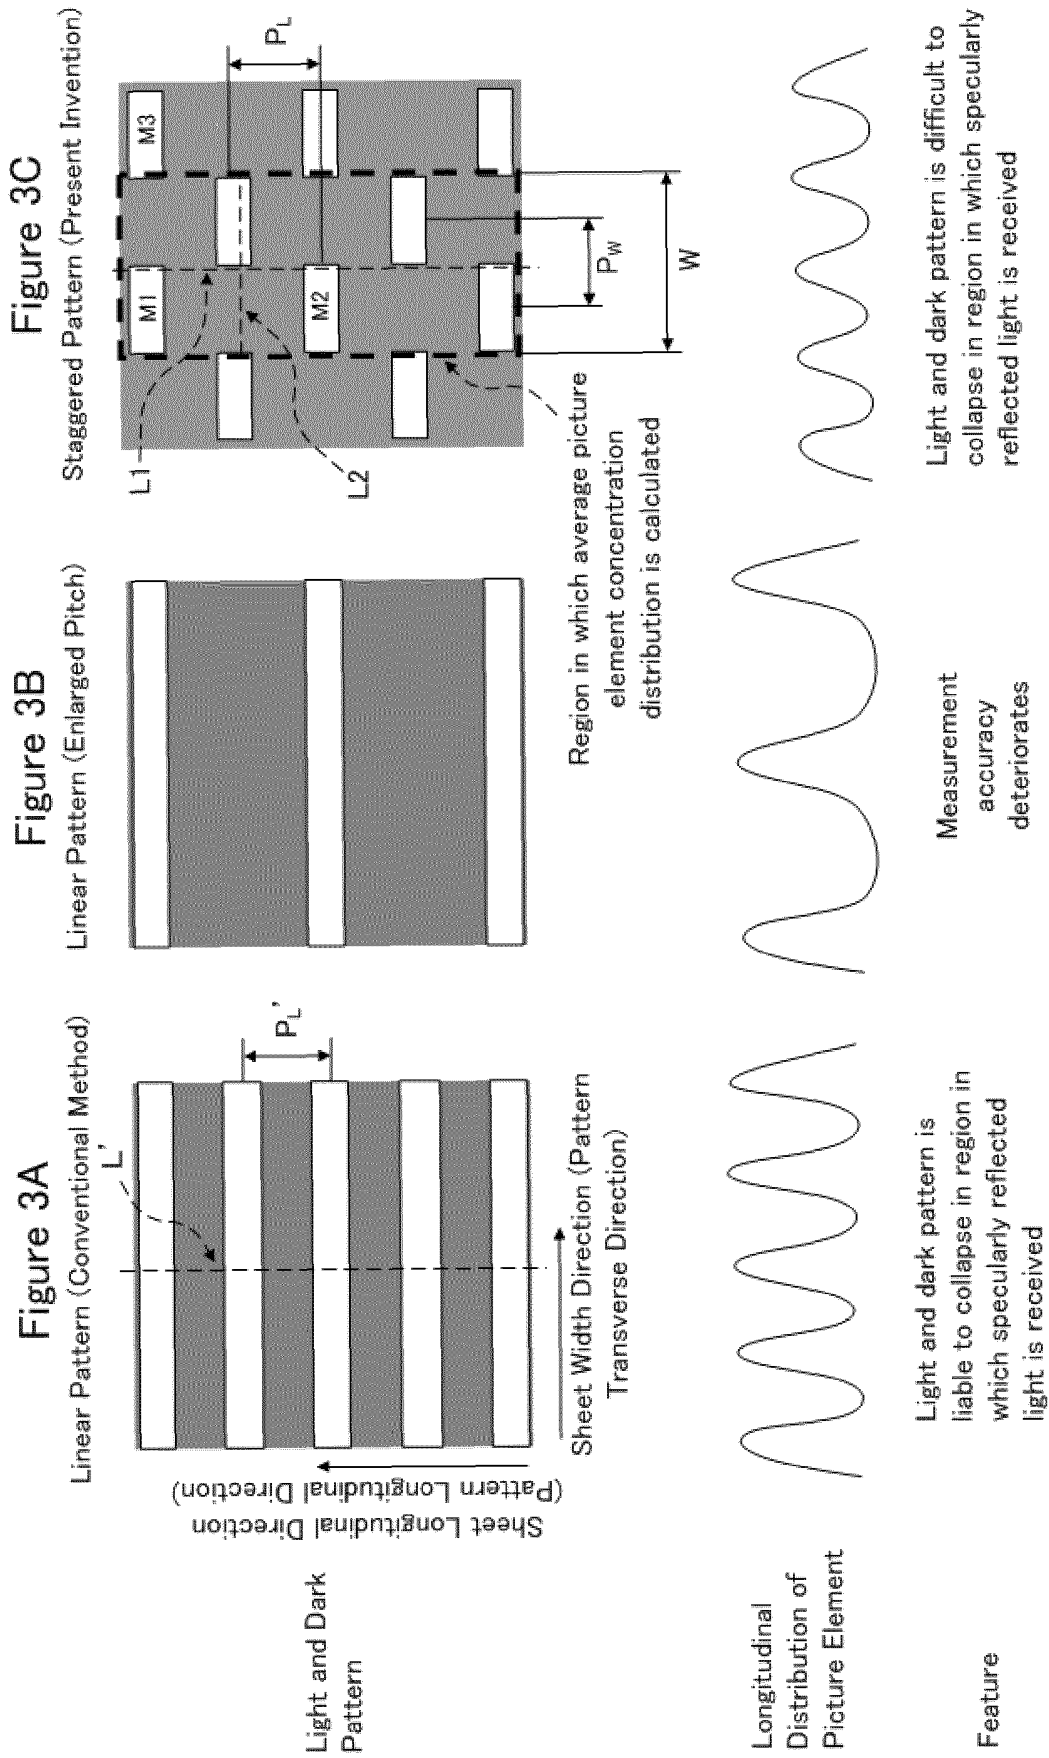 Figure 3A
Linear Pattern (Conventional Method)
L'
P_L'
Sheet Longitudinal Direction
(Pattern Longitudinal Direction)
Sheet Width Direction (Pattern
Transverse Direction)
Figure 3B
Linear Pattern (Enlarged Pitch)
Figure 3C
Staggered Pattern (Present Invention)
L1
L2
M1
M2
M3
P_L
P_W
W
Region in which average picture
element concentration
distribution is calculated
Light and Dark
Pattern
Longitudinal
Distribution of
Picture Element
Feature
Light and dark pattern is
liable to collapse in region in
which specularly reflected
light is received
Measurement
accuracy
deteriorates
Light and dark pattern is difficult to
collapse in region in which specularly
reflected light is received